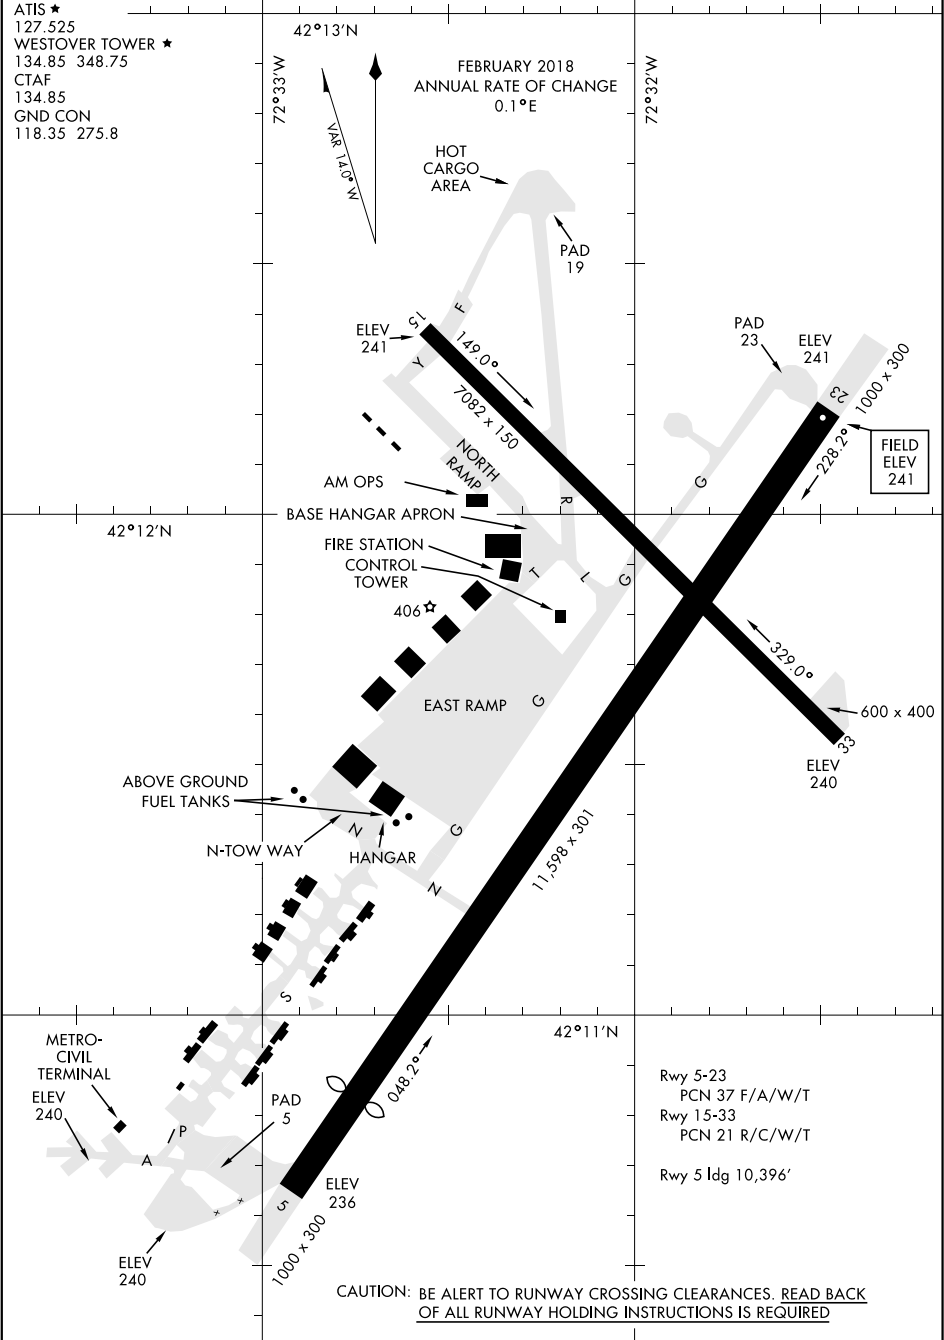 ATIS ★
127.525
WESTOVER TOWER ★
134.85 348.75
CTAF
134.85
GND CON
118.35 275.8
42°13'N
72°33'W
72°32'W
FEBRUARY 2018
ANNUAL RATE OF CHANGE
0.1°E
VAR 14.0° W
HOT
CARGO
AREA
PAD
19
F
15
ELEV
241
149.0°
Y
7082 x 150
PAD
23
ELEV
241
23
1000 x 300
228.2°
FIELD
ELEV
241
NORTH
RAMP
AM OPS
R
G
BASE HANGAR APRON
42°12'N
FIRE STATION
CONTROL
TOWER
T
L
G
406
329.0°
EAST RAMP
G
600 x 400
33
ELEV
240
ABOVE GROUND
FUEL TANKS
N
G
11,598 x 301
N-TOW WAY
HANGAR
N
S
42°11'N
METRO-
CIVIL
TERMINAL
048.2°
ELEV
240
PAD
5
P
A
Rwy 5-23
PCN 37 F/A/W/T
Rwy 15-33
PCN 21 R/C/W/T
Rwy 5 ldg 10,396'
ELEV
236
5
1000 x 300
ELEV
240
CAUTION: BE ALERT TO RUNWAY CROSSING CLEARANCES. READ BACK
OF ALL RUNWAY HOLDING INSTRUCTIONS IS REQUIRED